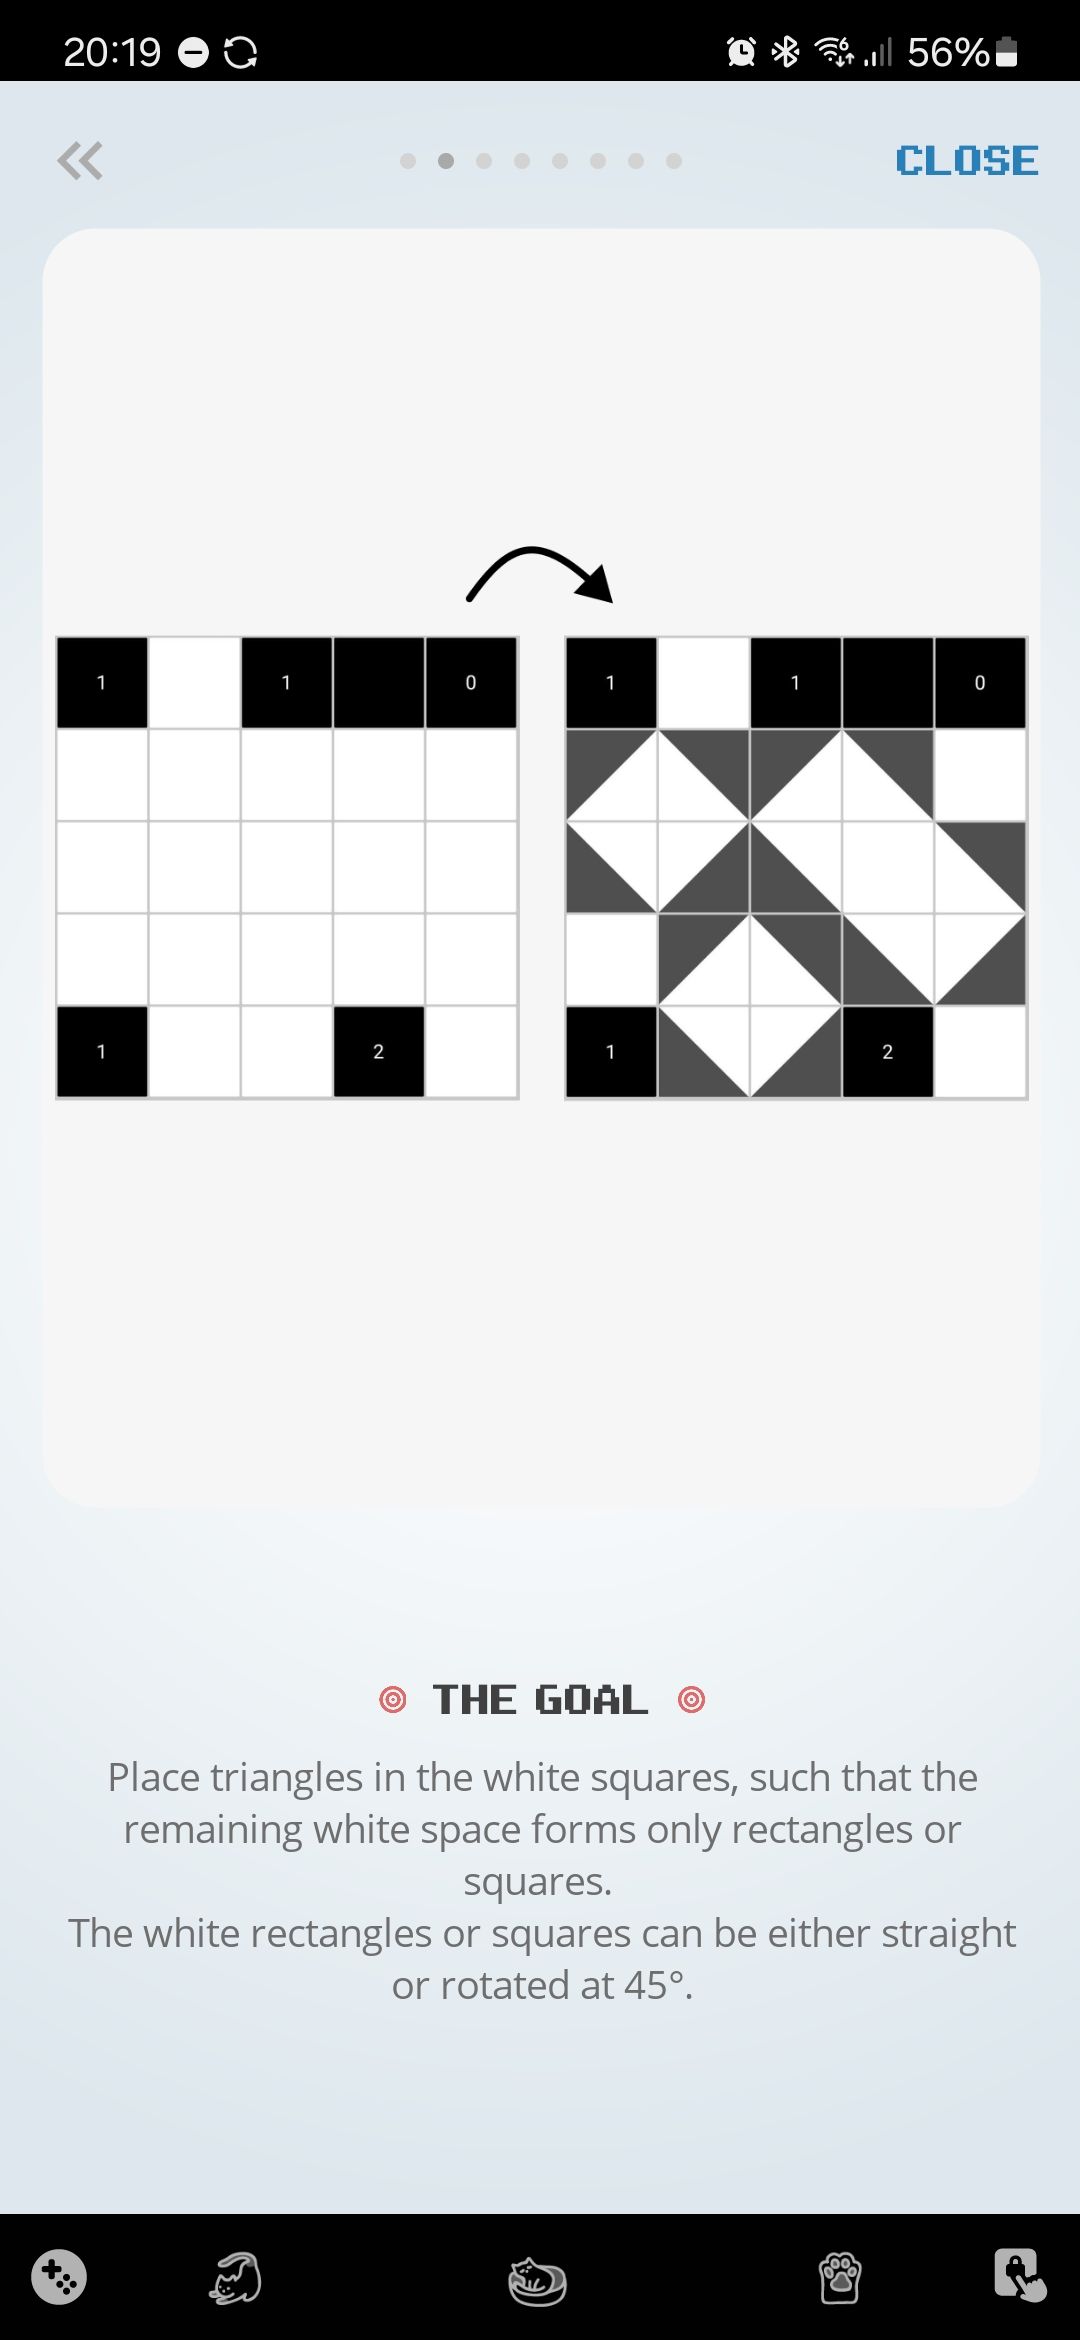 20:19 6 56%
CLOSE
1 1 0 1 1 0
1 2 1 2
THE GOAL
Place triangles in the white squares, such that the
remaining white space forms only rectangles or
squares.
The white rectangles or squares can be either straight
or rotated at 45°.